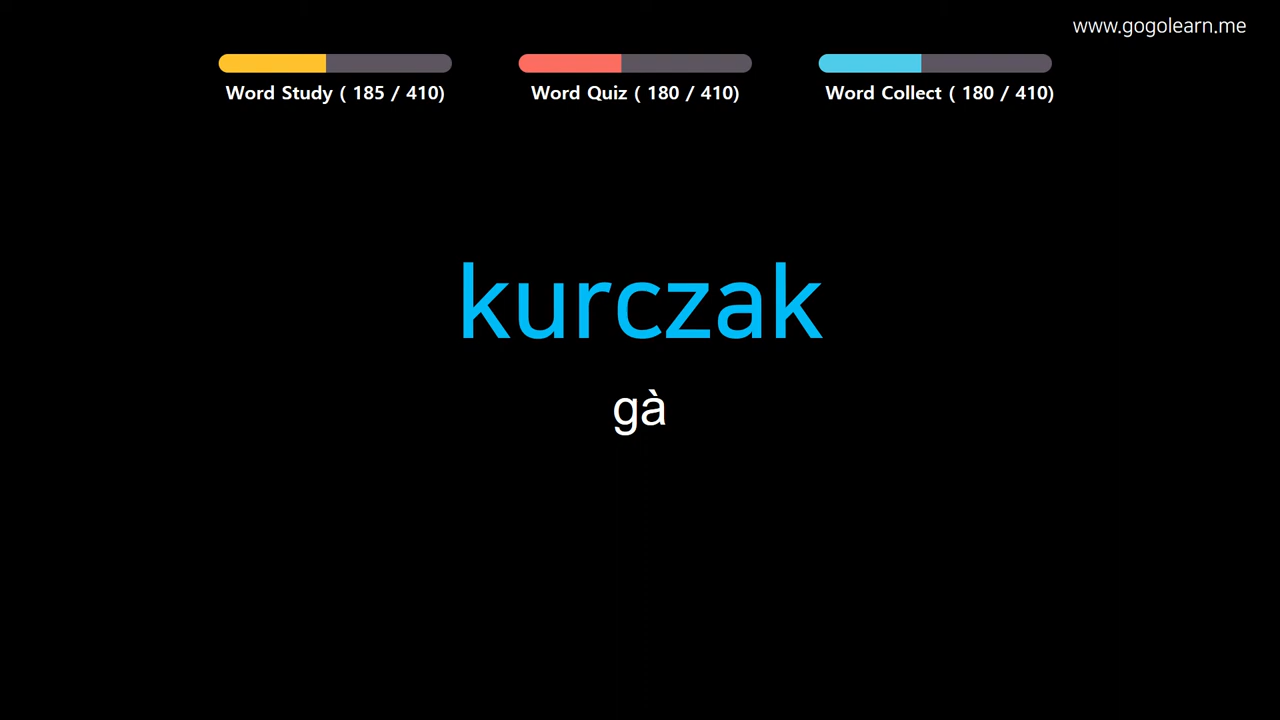 www.gogolearn.me
Word Study ( 185 / 410)
Word Quiz ( 180 / 410)
Word Collect ( 180 / 410)
kurczak
gà